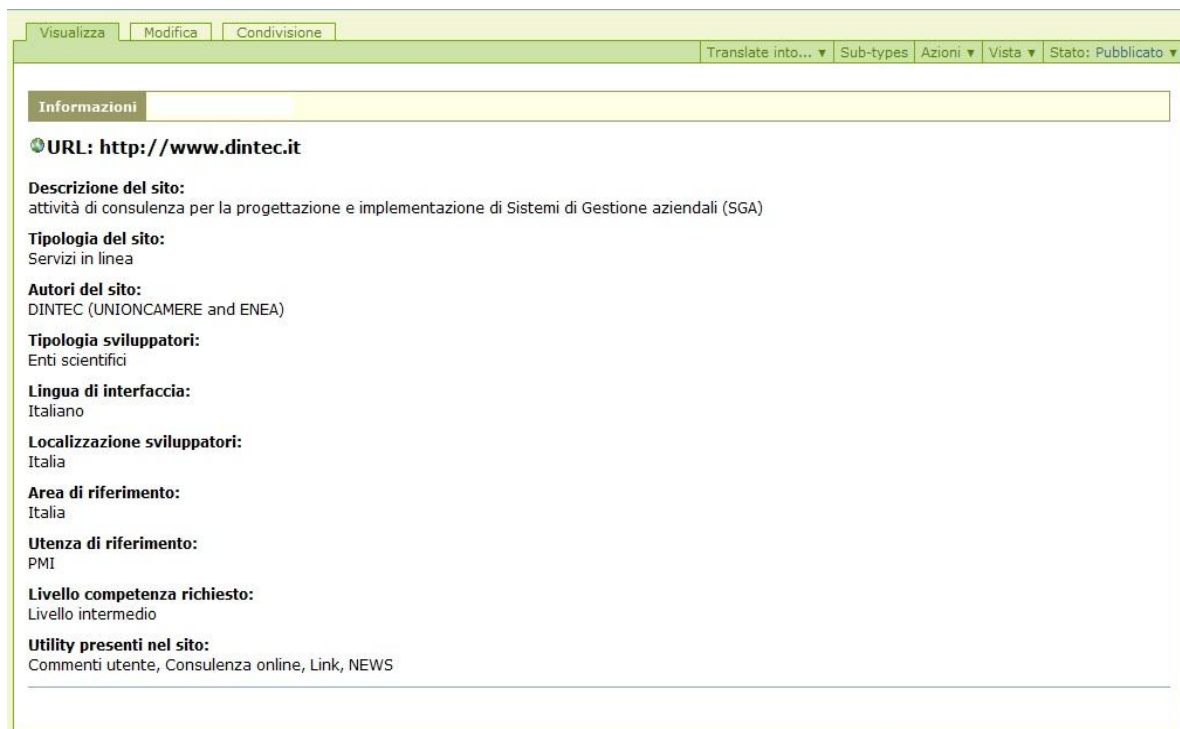 Visualizza Modifica Condivisione
Translate into... ▼ Sub-types Azioni ▼ Vista ▼ Stato: Pubblicato ▼
Informazioni
URL: http://www.dintec.it
Descrizione del sito:
attività di consulenza per la progettazione e implementazione di Sistemi di Gestione aziendali (SGA)
Tipologia del sito:
Servizi in linea
Autori del sito:
DINTEC (UNIONCAMERE and ENEA)
Tipologia sviluppatori:
Enti scientifici
Lingua di interfaccia:
Italiano
Localizzazione sviluppatori:
Italia
Area di riferimento:
Italia
Utenza di riferimento:
PMI
Livello competenza richiesto:
Livello intermedio
Utility presenti nel sito:
Commenti utente, Consulenza online, Link, NEWS